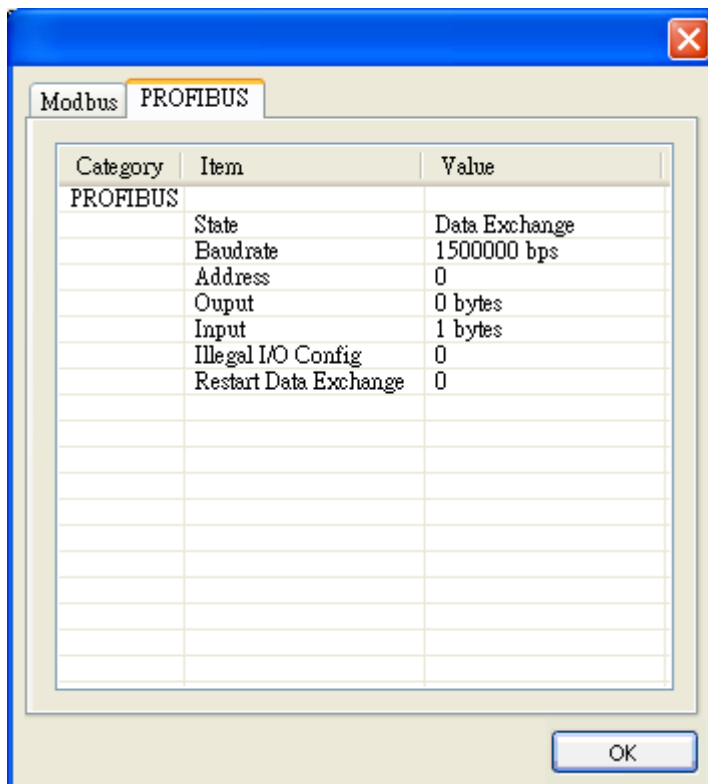 Modbus PROFIBUS
Category Item Value
PROFIBUS
State Data Exchange
Baudrate 1500000 bps
Address 0
Ouput 0 bytes
Input 1 bytes
Illegal I/O Config 0
Restart Data Exchange 0
OK